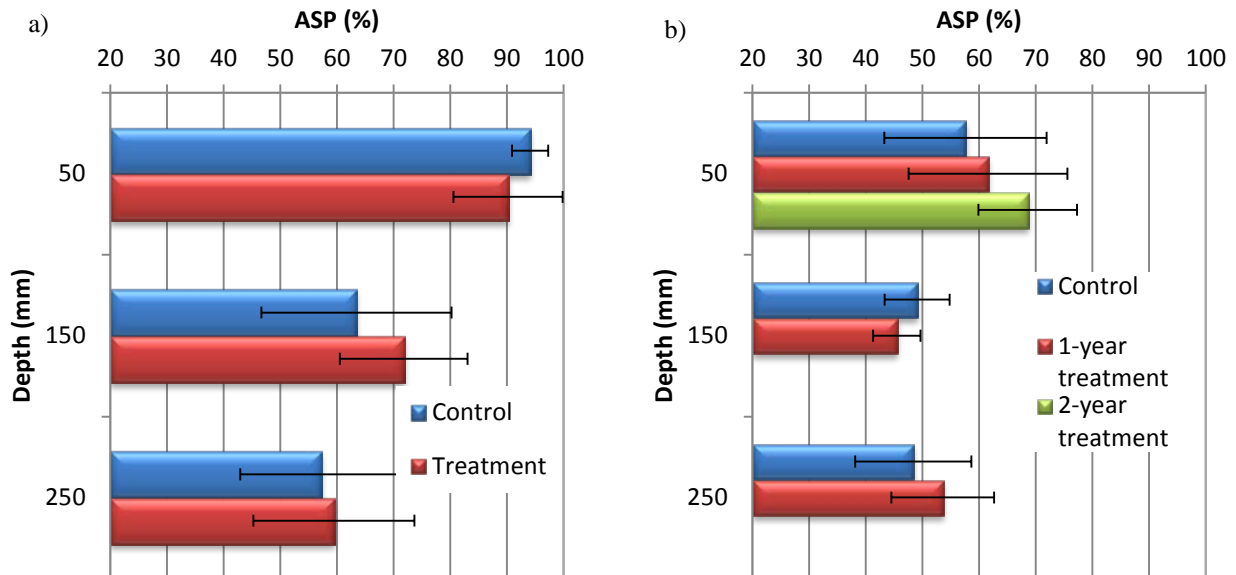 a)
ASP (%)
20 30 40 50 60 70 80 90 100
Depth (mm)
50
150
250
Control
Treatment
b)
ASP (%)
20 30 40 50 60 70 80 90 100
Depth (mm)
50
150
250
Control
1-year
treatment
2-year
treatment